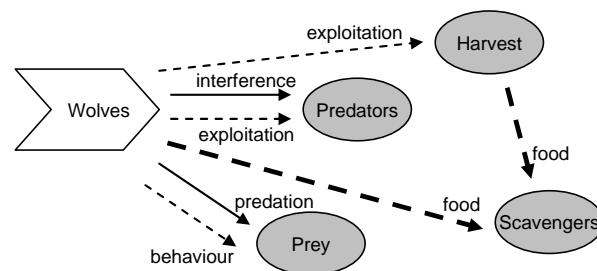 exploitation
Harvest
interference
Wolves
Predators
exploitation
food
food
predation
Scavengers
behaviour
Prey